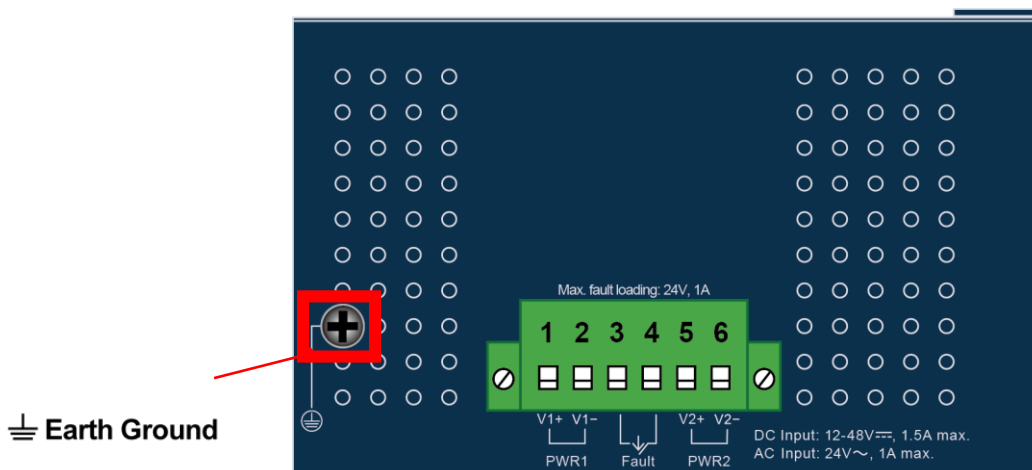 Max. fault loading: 24V, 1A
1 2 3 4 5 6
V1+ V1− V2+ V2−
PWR1 Fault PWR2
DC Input: 12-48V⎓, 1.5A max.
AC Input: 24V～, 1A max.
⏚ Earth Ground